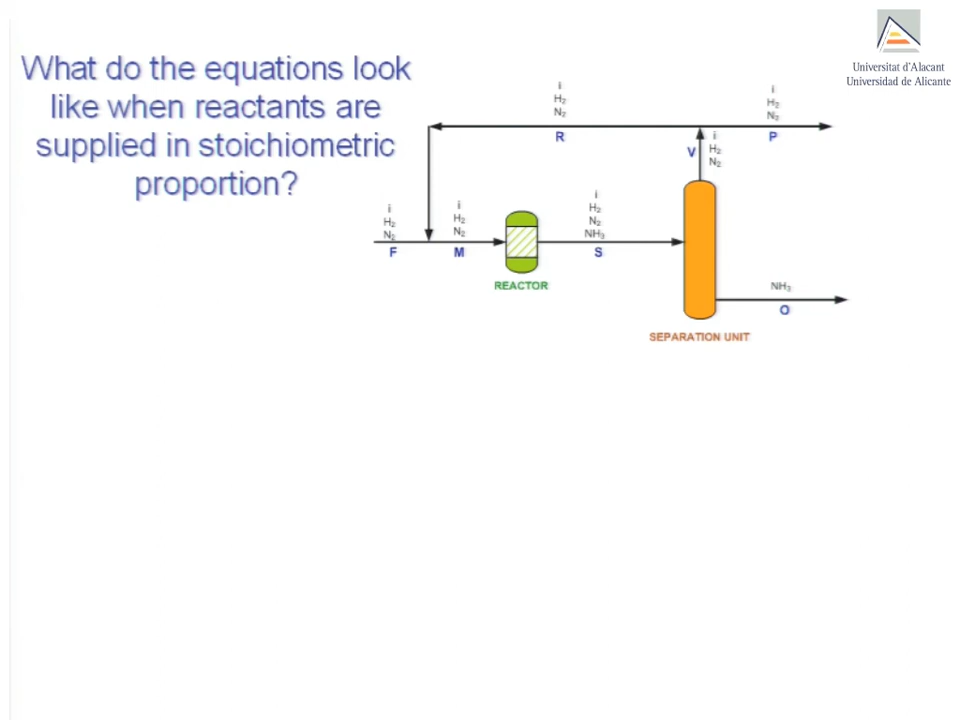 What do the equations look
like when reactants are
supplied in stoichiometric
proportion?
Universitat d'Alacant
Universidad de Alicante
i
H₂
N₂
R
i
H₂
N₂
P
V
i
H₂
N₂
i
H₂
N₂
F
i
H₂
N₂
M
REACTOR
i
H₂
N₂
NH₃
S
NH₃
O
SEPARATION UNIT